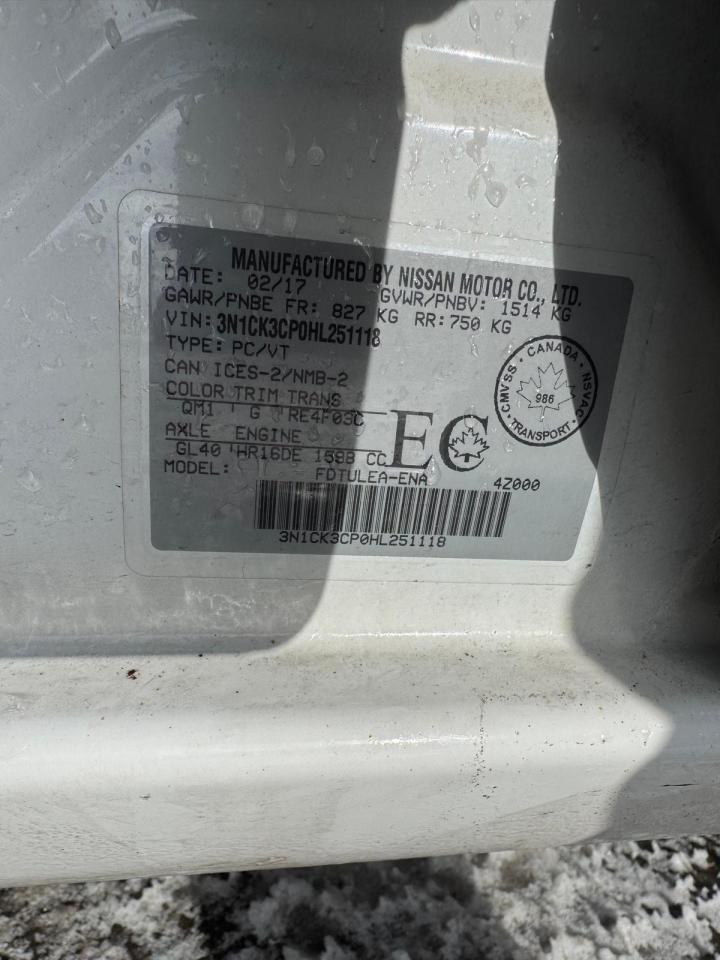 MANUFACTURED BY NISSAN MOTOR CO., LTD.
DATE: 02/17 GVWR/PNBV: 1514 KG
GAWR/PNBE FR: 827 KG RR:750 KG
VIN:3N1CK3CP0HL251118
TYPE:PC/VT
CAN ICES-2/NMB-2
COLOR TRIM TRANS
QM1 G RE4F03C
AXLE ENGINE
GL40 HR16DE 1598 CC
MODEL: FDTULEA-ENA 4Z000
EC
CANADA
CMVSS NSVAC
986
TRANSPORT
3N1CK3CP0HL251118